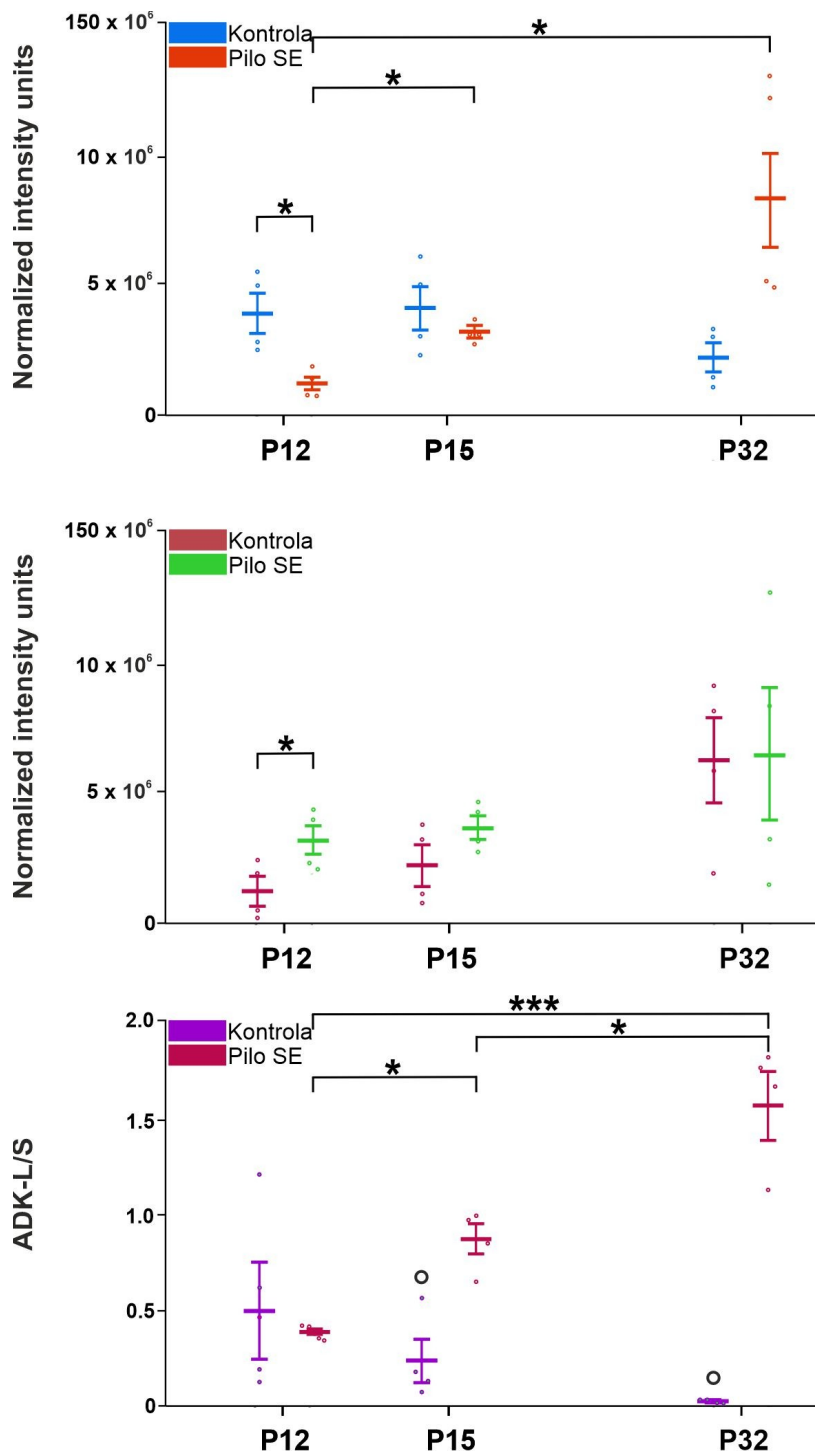 150 x 10⁶
Kontrola
Pilo SE
*
*
*
10 x 10⁶
5 x 10⁶
0
Normalized intensity units
P12 P15 P32
150 x 10⁶
Kontrola
Pilo SE
*
10 x 10⁶
5 x 10⁶
0
Normalized intensity units
P12 P15 P32
2.0
Kontrola
Pilo SE
***
*
*
1.5
1.0
0.5
0
ADK-L/S
P12 P15 P32